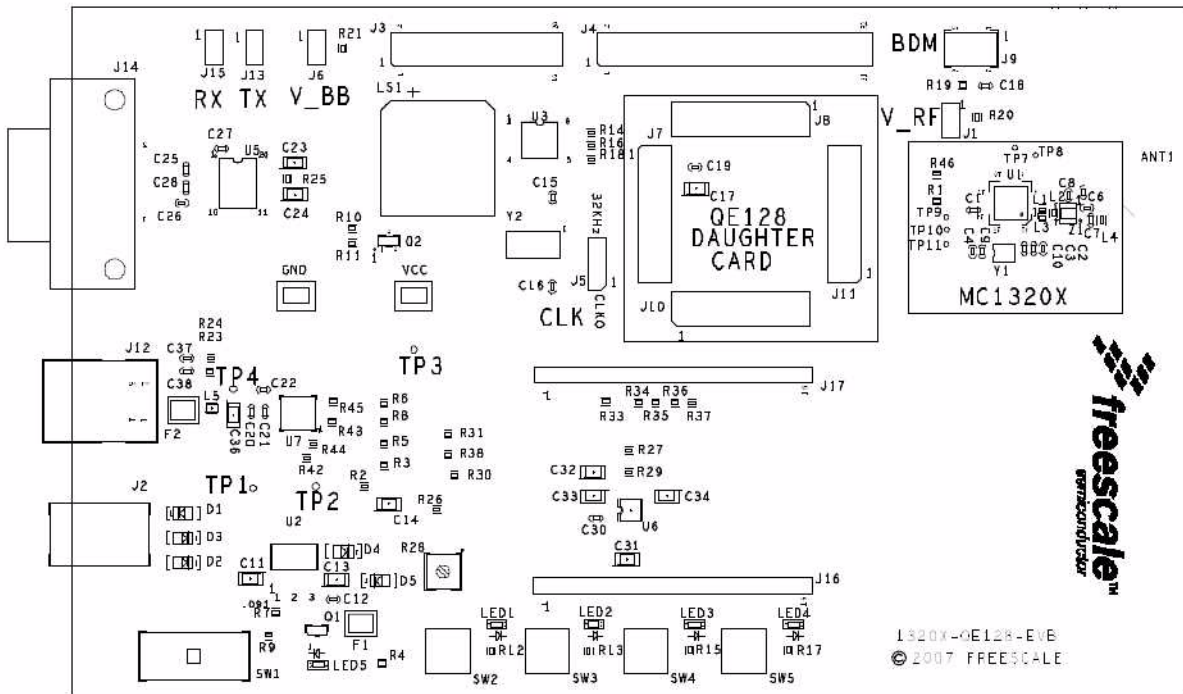 J3
J4
BDM
J9
J14
J15
J13
J6
R21
RX
TX
V_BB
LS1
U3
R14
R16
R18
J7
J8
R19
C18
V_RF
J1
R20
TP7
TP8
ANT1
C27
U5
C23
R25
C24
C25
C28
C26
C15
C19
C17
R46
U1
R1
C1
L1
L2
C8
C6
TP9
TP10
TP11
L3
Z1
C7
L4
C4
C9
Y1
C10
C3
C2
MC1320X
R10
R11
Q2
Y2
32KHz
J5
CLKO
QE128
DAUGHTER
CARD
J10
J11
GND
VCC
C16
CLK
R24
R23
J12
C37
C38
TP4
C22
TP3
L5
F2
C36
C20
C21
U7
R45
R43
R44
R42
R6
R8
R5
R3
R31
R38
R30
R2
J17
R33
R34
R35
R36
R37
R27
R29
C32
C33
C34
C30
U6
C31
freescale™
semiconductor
J2
TP1
TP2
D1
D3
D2
U2
C14
R26
D4
R28
C11
C13
D5
J16
1 2 3
C12
R7
Q1
R9
F1
LED5
R4
SW1
LED1
LED2
LED3
LED4
RL2
RL3
R15
R17
SW2
SW3
SW4
SW5
1320X-QE128-EVB
© 2007 FREESCALE